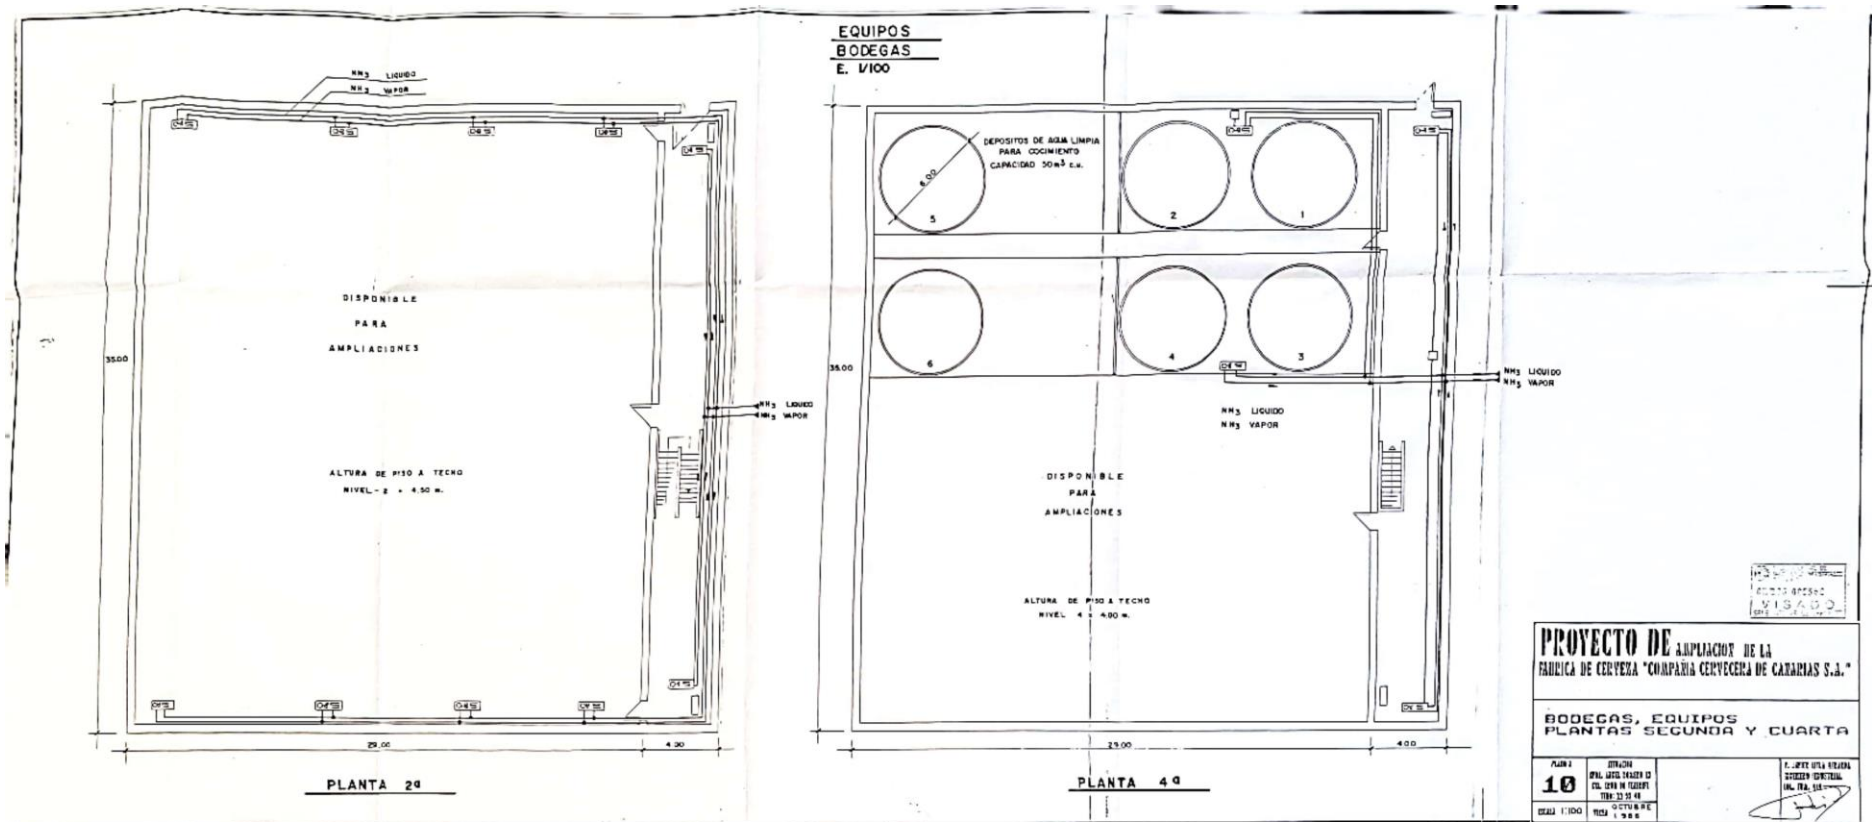 EQUIPOS
BODEGAS
E. 1/100
NH3 LIQUIDO
NH3 VAPOR
35.00
DISPONIBLE
PARA
AMPLIACIONES
ALTURA DE PISO A TECHO
NIVEL - 2 = 4.50 m.
NH3 LIQUIDO
NH3 VAPOR
29.00
PLANTA 2ª
DEPOSITOS DE AGUA LIMPIA
PARA COCIMIENTO
CAPACIDAD 50 m3 c.u.
6.00
5
2
1
6
4
3
35.00
NH3 LIQUIDO
NH3 VAPOR
NH3 LIQUIDO
NH3 VAPOR
DISPONIBLE
PARA
AMPLIACIONES
ALTURA DE PISO A TECHO
NIVEL 4 = 4.00 m.
29.00
4.00
PLANTA 4ª
VISADO
PROYECTO DE AMPLIACION DE LA
FABRICA DE CERVEZA "COMPAÑIA CERVECERA DE CANARIAS S.A."
BODEGAS, EQUIPOS
PLANTAS SEGUNDA Y CUARTA
10
1:100
OCTUBRE